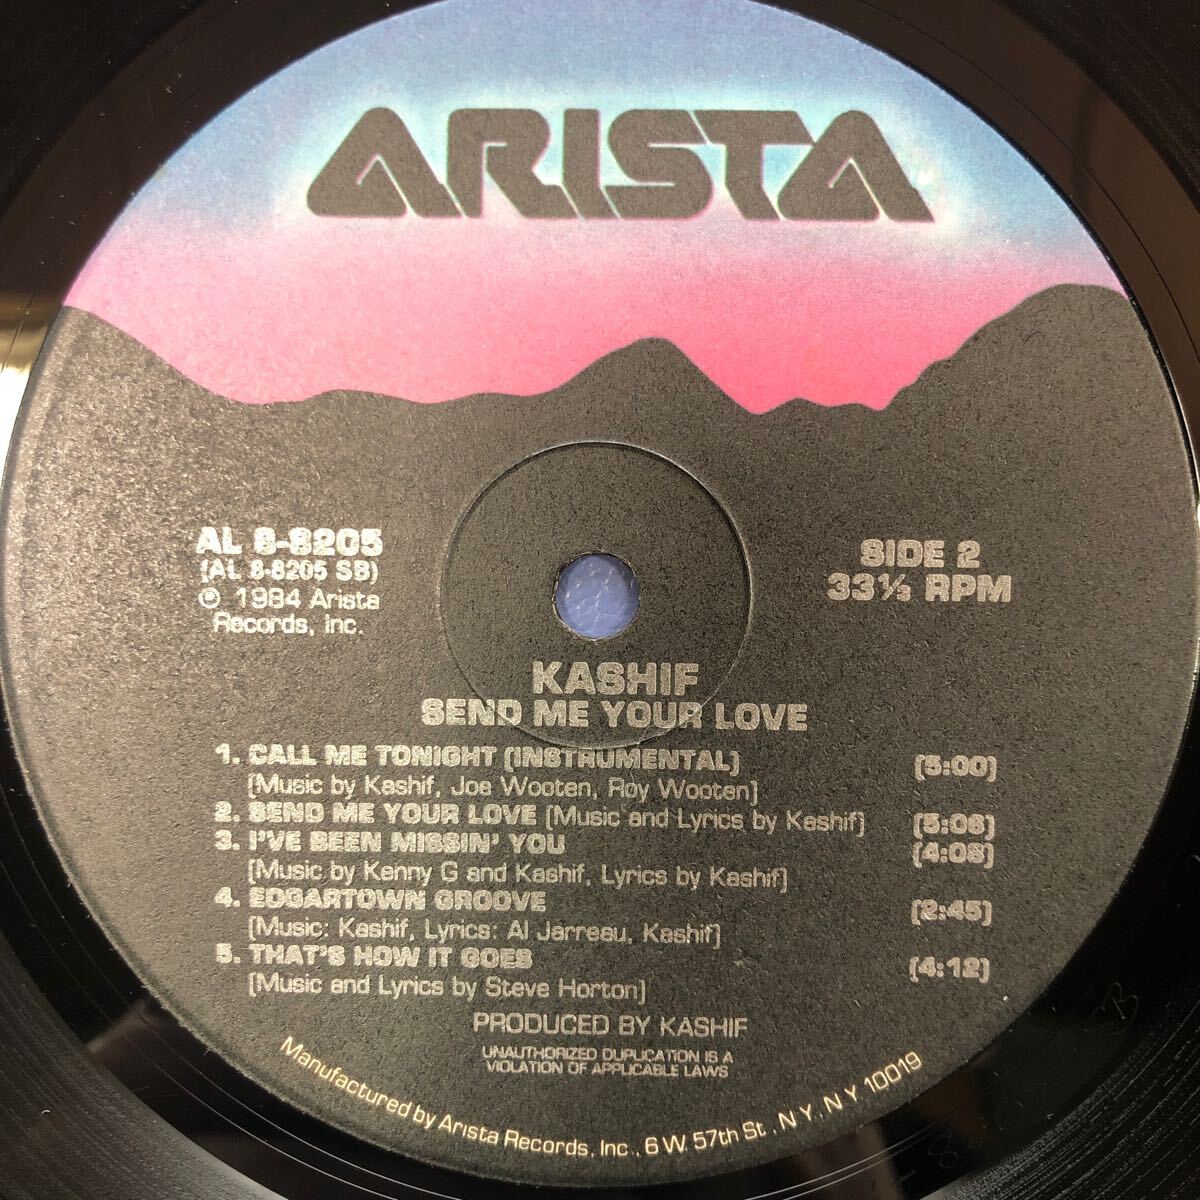 ARISTA
AL 8-8205
(AL 8-8205 SB)
℗ 1984 Arista
Records, Inc.
SIDE 2
33⅓ RPM
KASHIF
SEND ME YOUR LOVE
1. CALL ME TONIGHT (INSTRUMENTAL) (5:00)
(Music by Kashif, Joe Wooten, Roy Wooten)
2. SEND ME YOUR LOVE (Music and Lyrics by Kashif) (5:06)
3. I'VE BEEN MISSIN' YOU (4:08)
(Music by Kenny G and Kashif, Lyrics by Kashif)
4. EDGARTOWN GROOVE (2:45)
(Music: Kashif, Lyrics: Al Jarreau, Kashif)
5. THAT'S HOW IT GOES (4:12)
(Music and Lyrics by Steve Horton)
PRODUCED BY KASHIF
UNAUTHORIZED DUPLICATION IS A
VIOLATION OF APPLICABLE LAWS
Manufactured by Arista Records, Inc., 6 W. 57th St., N.Y. N.Y. 10019